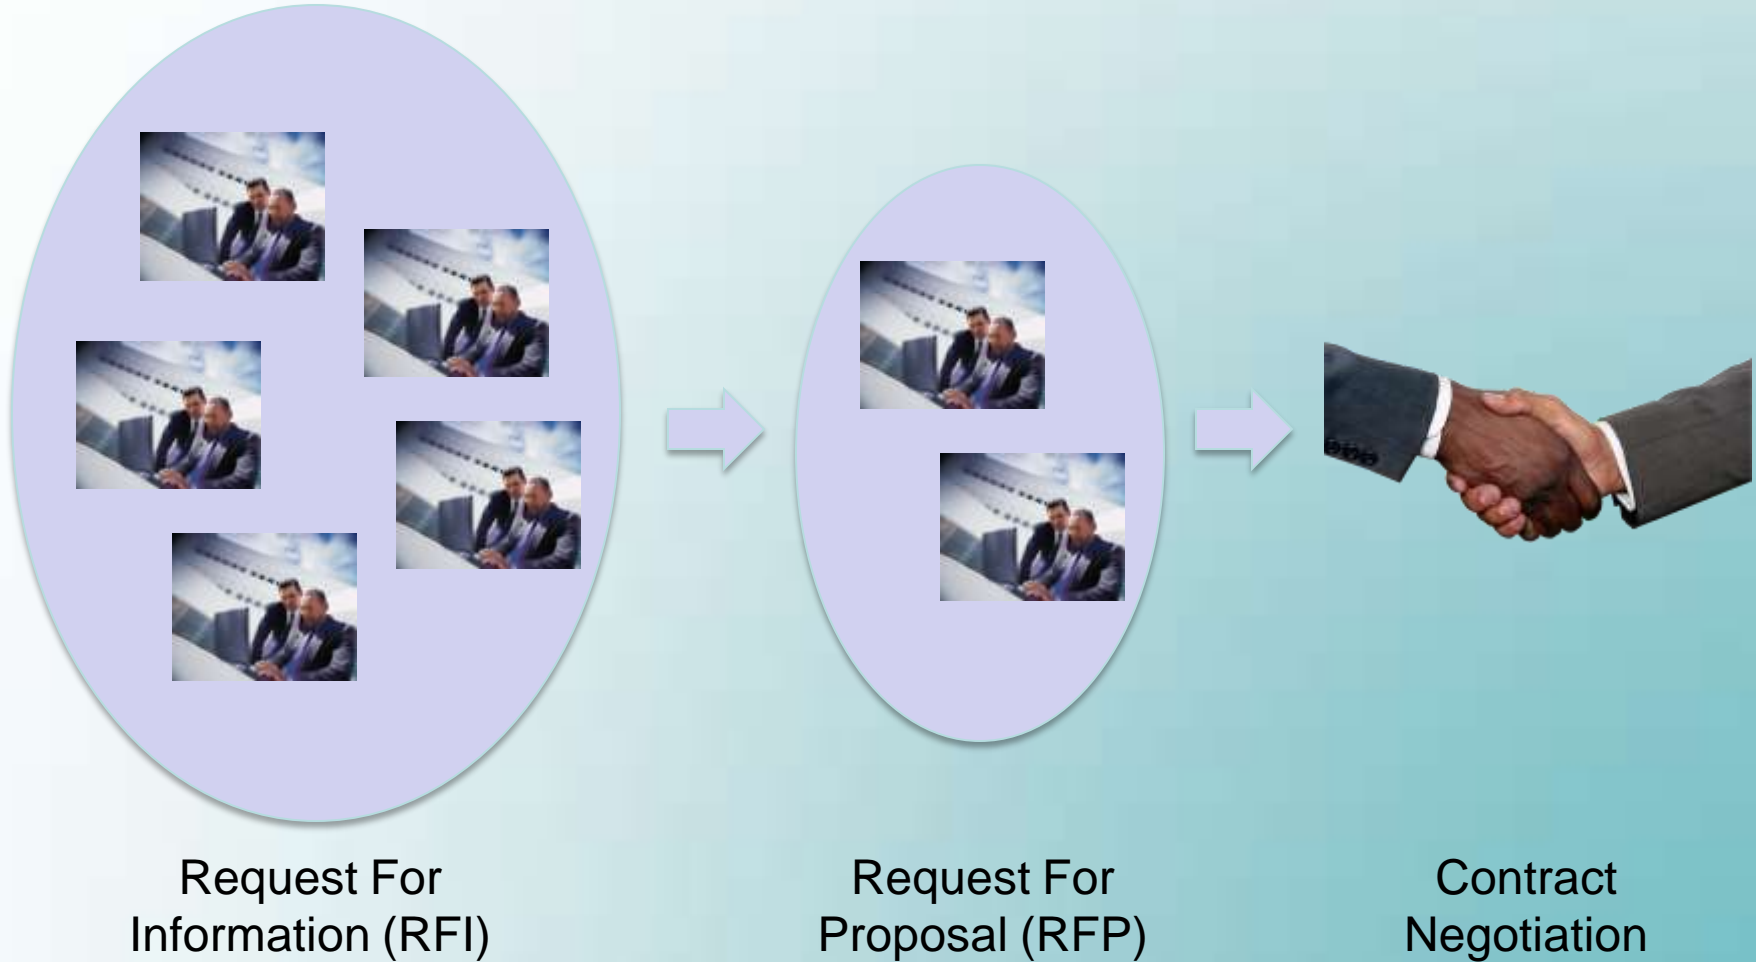 Request For
Information (RFI)
Request For
Proposal (RFP)
Contract
Negotiation